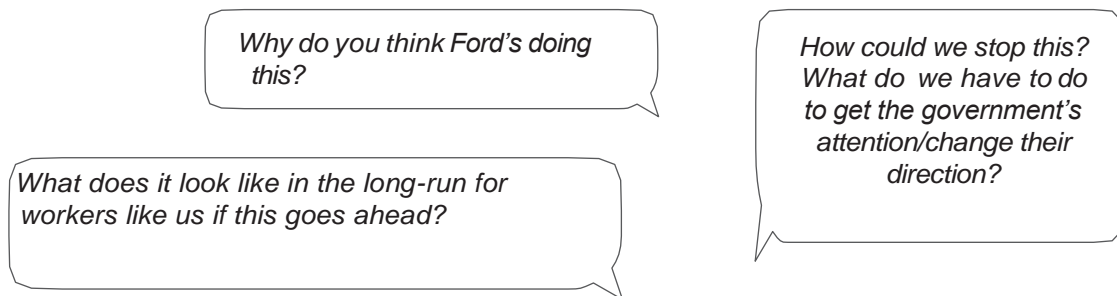 Why do you think Ford's doing
this?
How could we stop this?
What do we have to do
to get the government's
attention/change their
direction?
What does it look like in the long-run for
workers like us if this goes ahead?